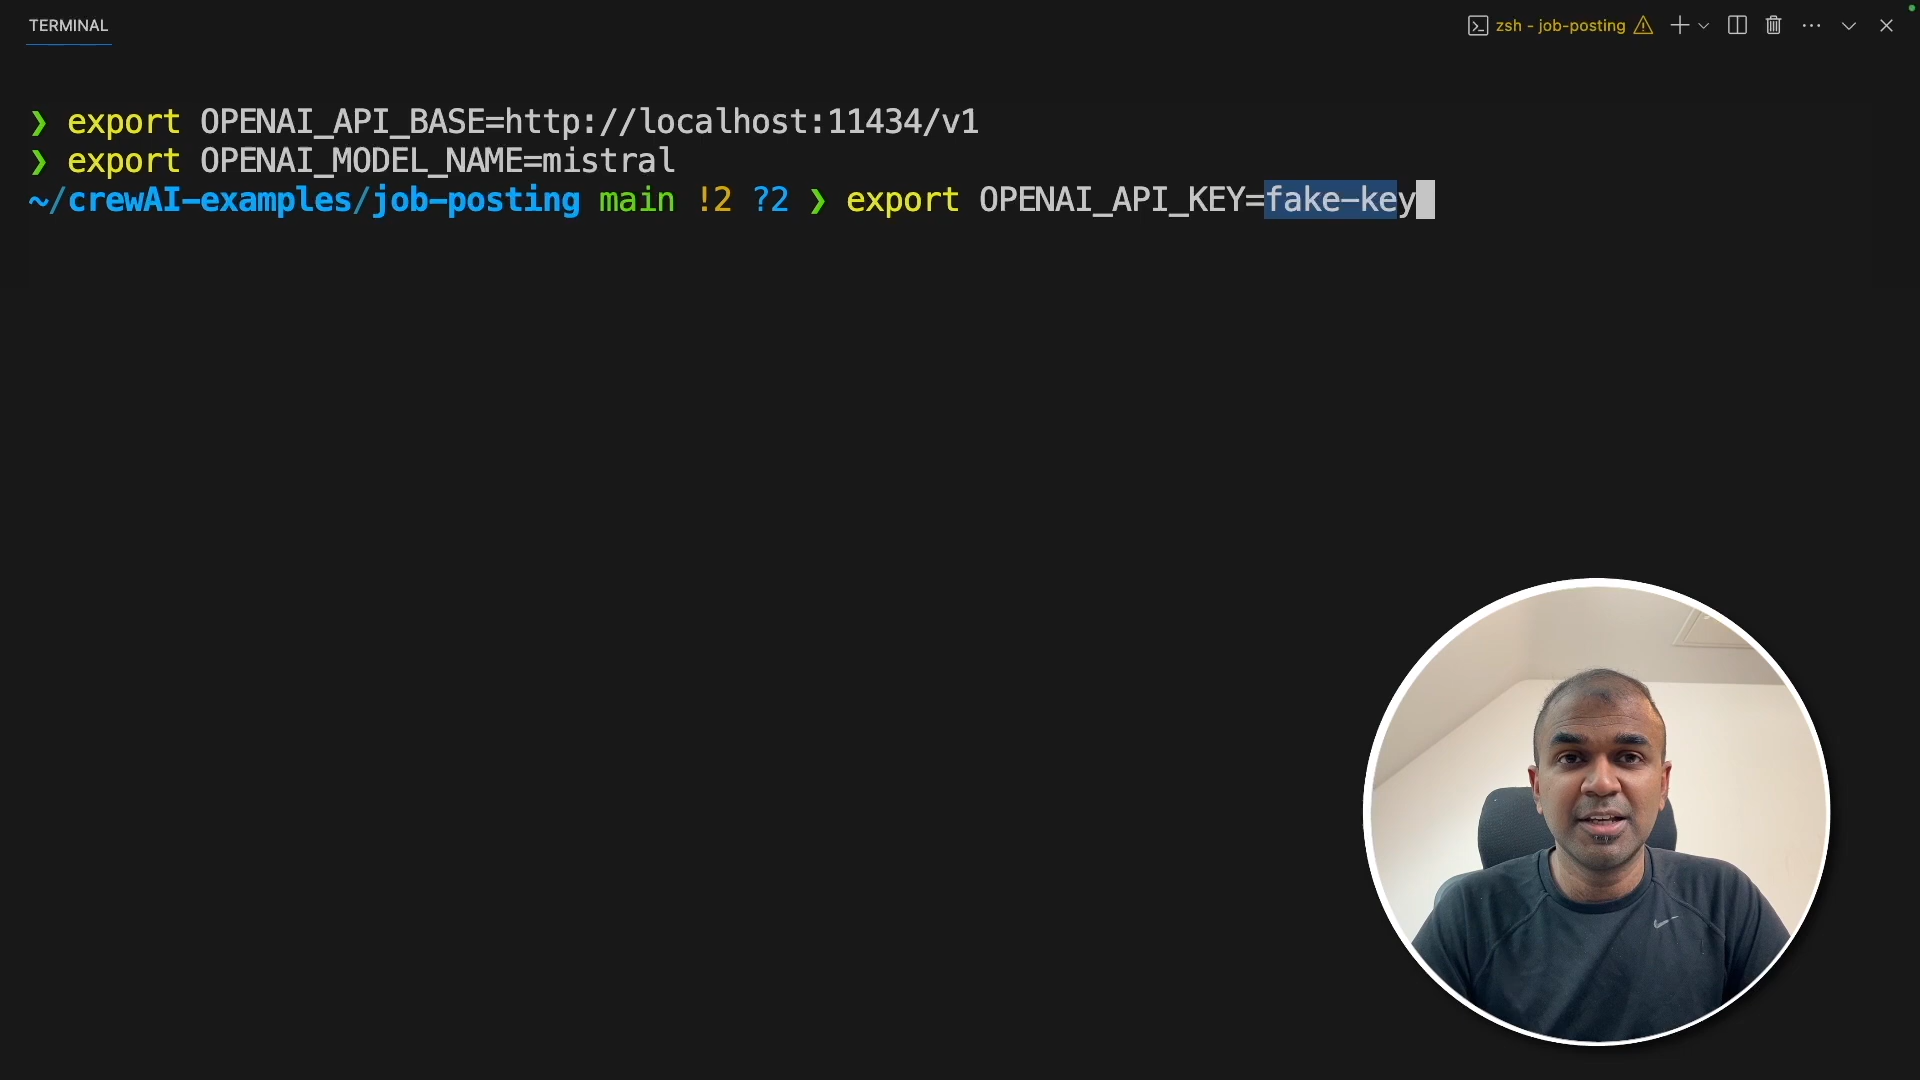 TERMINAL
zsh - job-posting
❯ export OPENAI_API_BASE=http://localhost:11434/v1
❯ export OPENAI_MODEL_NAME=mistral
~/crewAI-examples/job-posting main !2 ?2 ❯ export OPENAI_API_KEY=fake-key